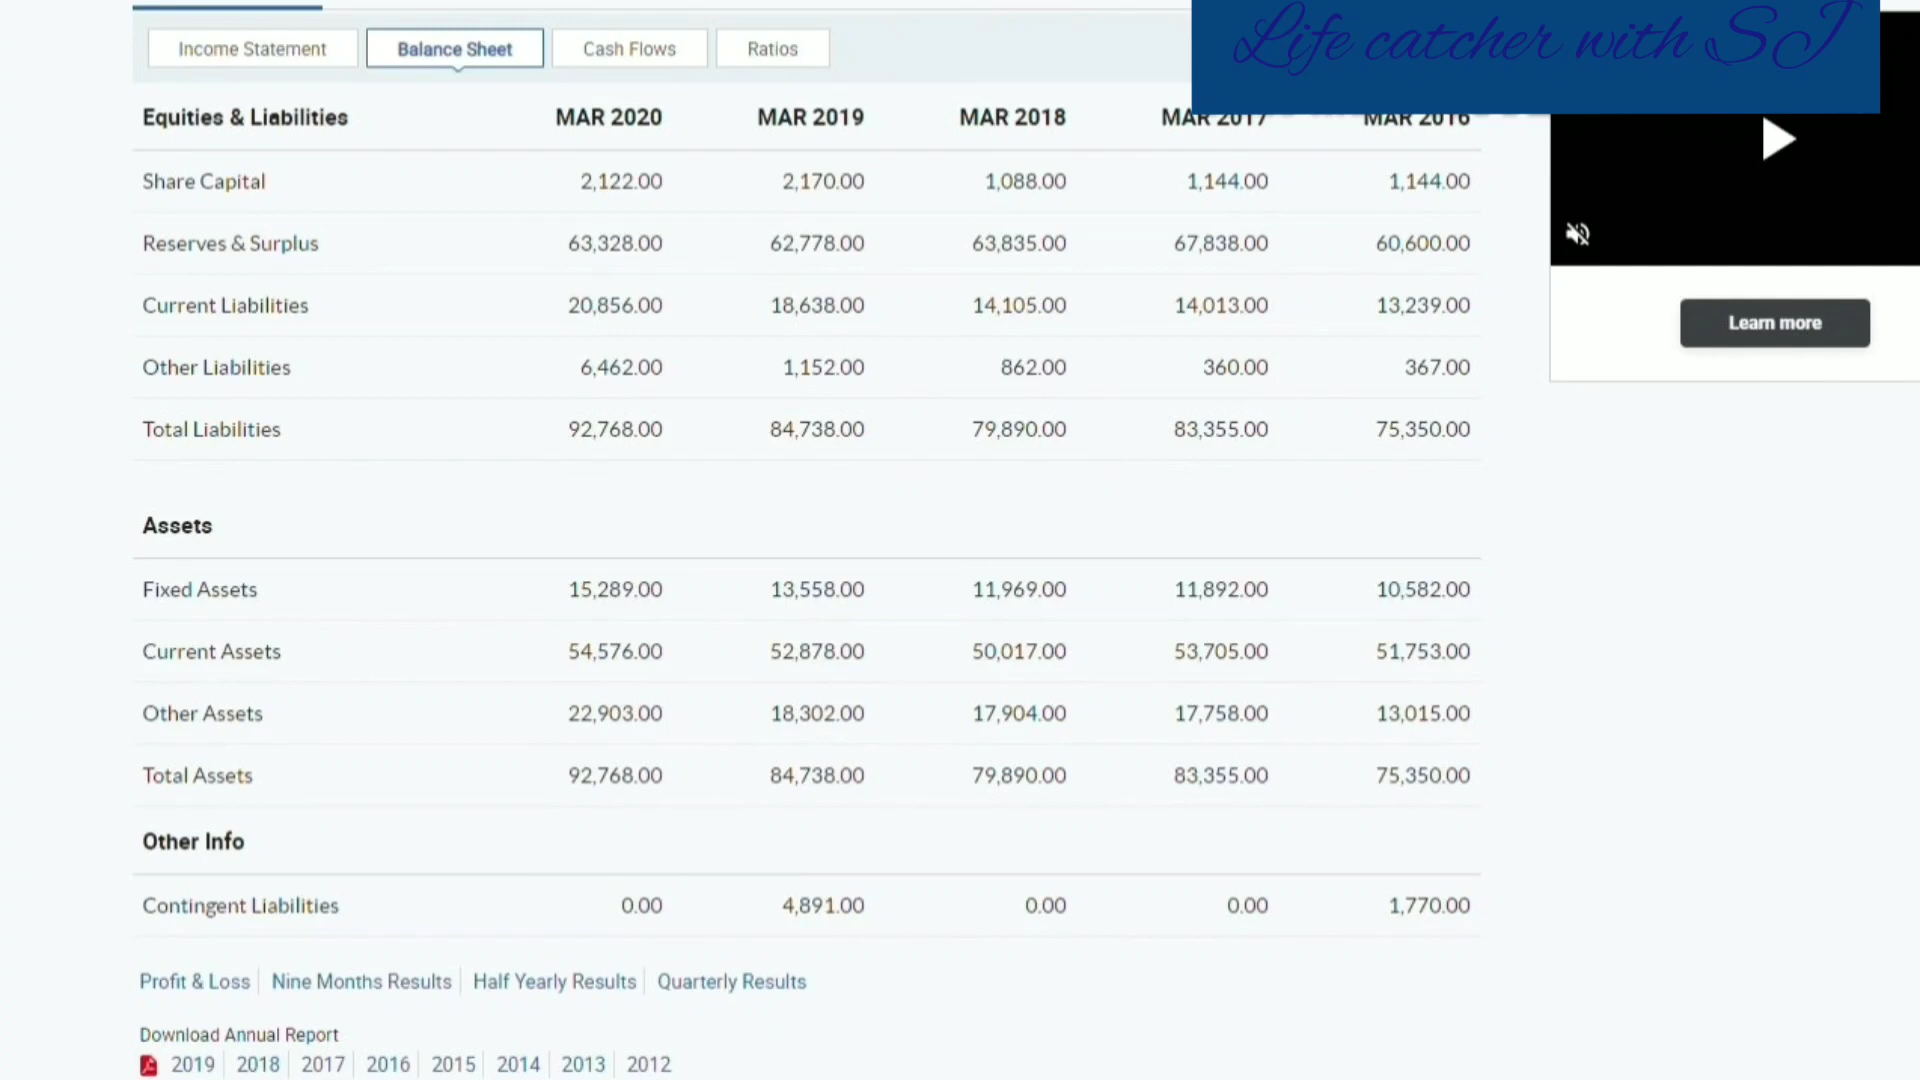 Life catcher with SJ
Income Statement Balance Sheet Cash Flows Ratios
Equities & Liabilities MAR 2020 MAR 2019 MAR 2018 MAR 2017 MAR 2016
Share Capital 2,122.00 2,170.00 1,088.00 1,144.00 1,144.00
Reserves & Surplus 63,328.00 62,778.00 63,835.00 67,838.00 60,600.00
Current Liabilities 20,856.00 18,638.00 14,105.00 14,013.00 13,239.00
Learn more
Other Liabilities 6,462.00 1,152.00 862.00 360.00 367.00
Total Liabilities 92,768.00 84,738.00 79,890.00 83,355.00 75,350.00
Assets
Fixed Assets 15,289.00 13,558.00 11,969.00 11,892.00 10,582.00
Current Assets 54,576.00 52,878.00 50,017.00 53,705.00 51,753.00
Other Assets 22,903.00 18,302.00 17,904.00 17,758.00 13,015.00
Total Assets 92,768.00 84,738.00 79,890.00 83,355.00 75,350.00
Other Info
Contingent Liabilities 0.00 4,891.00 0.00 0.00 1,770.00
Profit & Loss Nine Months Results Half Yearly Results Quarterly Results
Download Annual Report
2019 2018 2017 2016 2015 2014 2013 2012